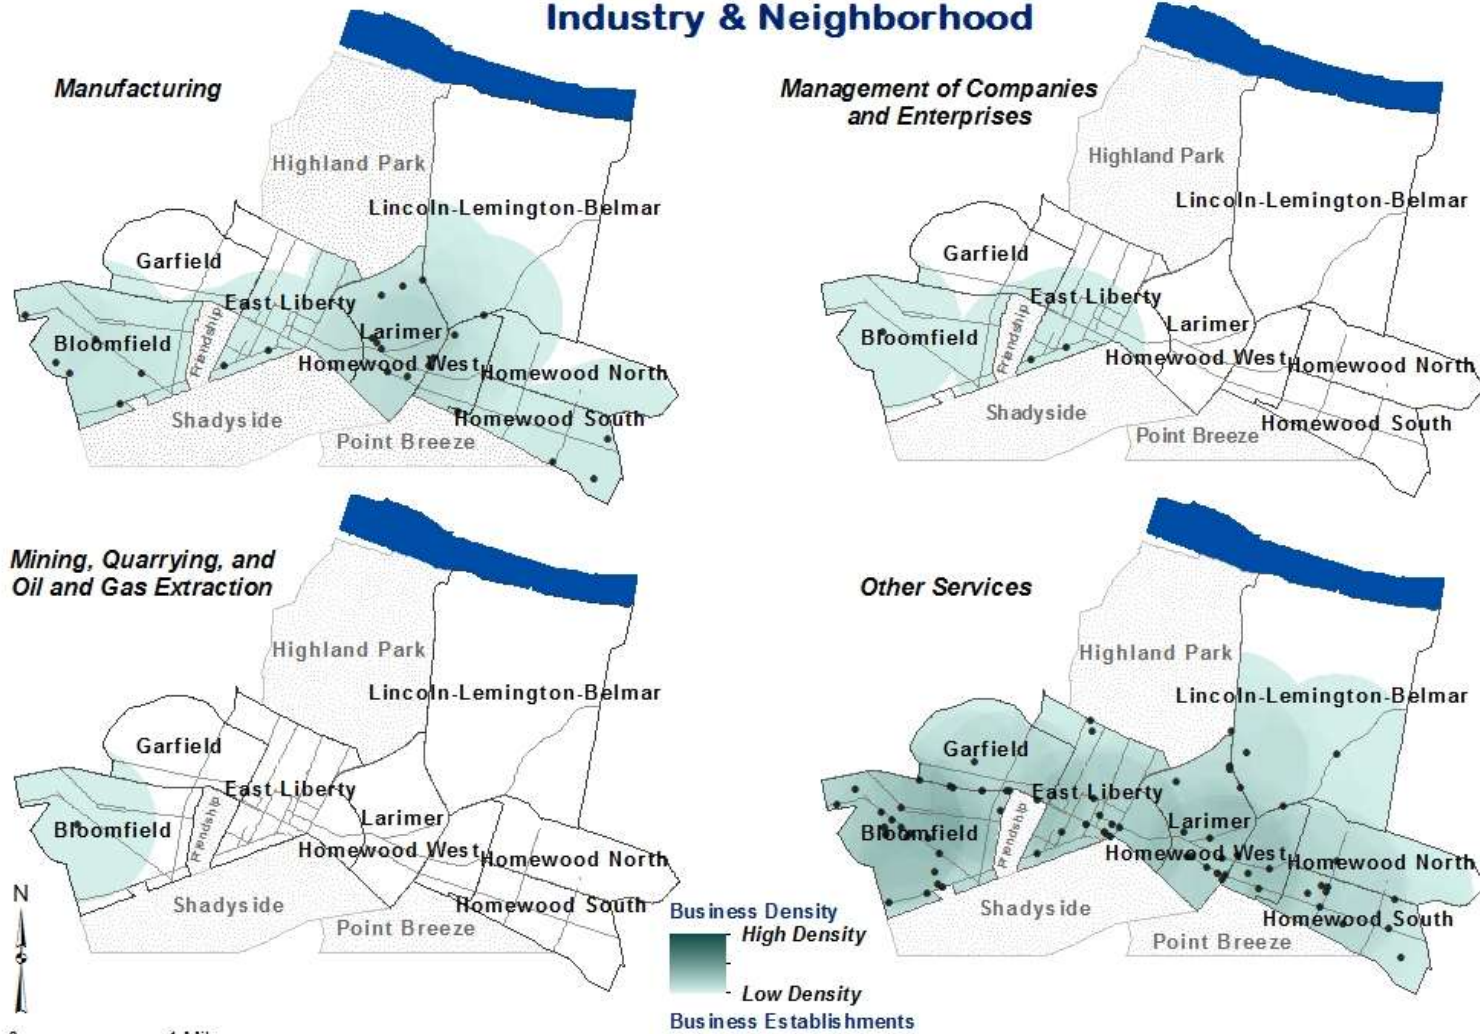 Industry & Neighborhood
Manufacturing
Highland Park
Lincoln-Lemington-Belmar
Garfield
East Liberty
Friendship
Bloomfield
Larimer
Homewood West
Homewood North
Homewood South
Shadyside
Point Breeze
Management of Companies
and Enterprises
Highland Park
Lincoln-Lemington-Belmar
Garfield
East Liberty
Friendship
Bloomfield
Larimer
Homewood West
Homewood North
Homewood South
Shadyside
Point Breeze
Mining, Quarrying, and
Oil and Gas Extraction
Highland Park
Lincoln-Lemington-Belmar
Garfield
East Liberty
Friendship
Bloomfield
Larimer
Homewood West
Homewood North
Homewood South
Shadyside
Point Breeze
N
Other Services
Highland Park
Lincoln-Lemington-Belmar
Garfield
East Liberty
Friendship
Bloomfield
Larimer
Homewood West
Homewood North
Homewood South
Shadyside
Point Breeze
Business Density
High Density
Low Density
Business Establishments